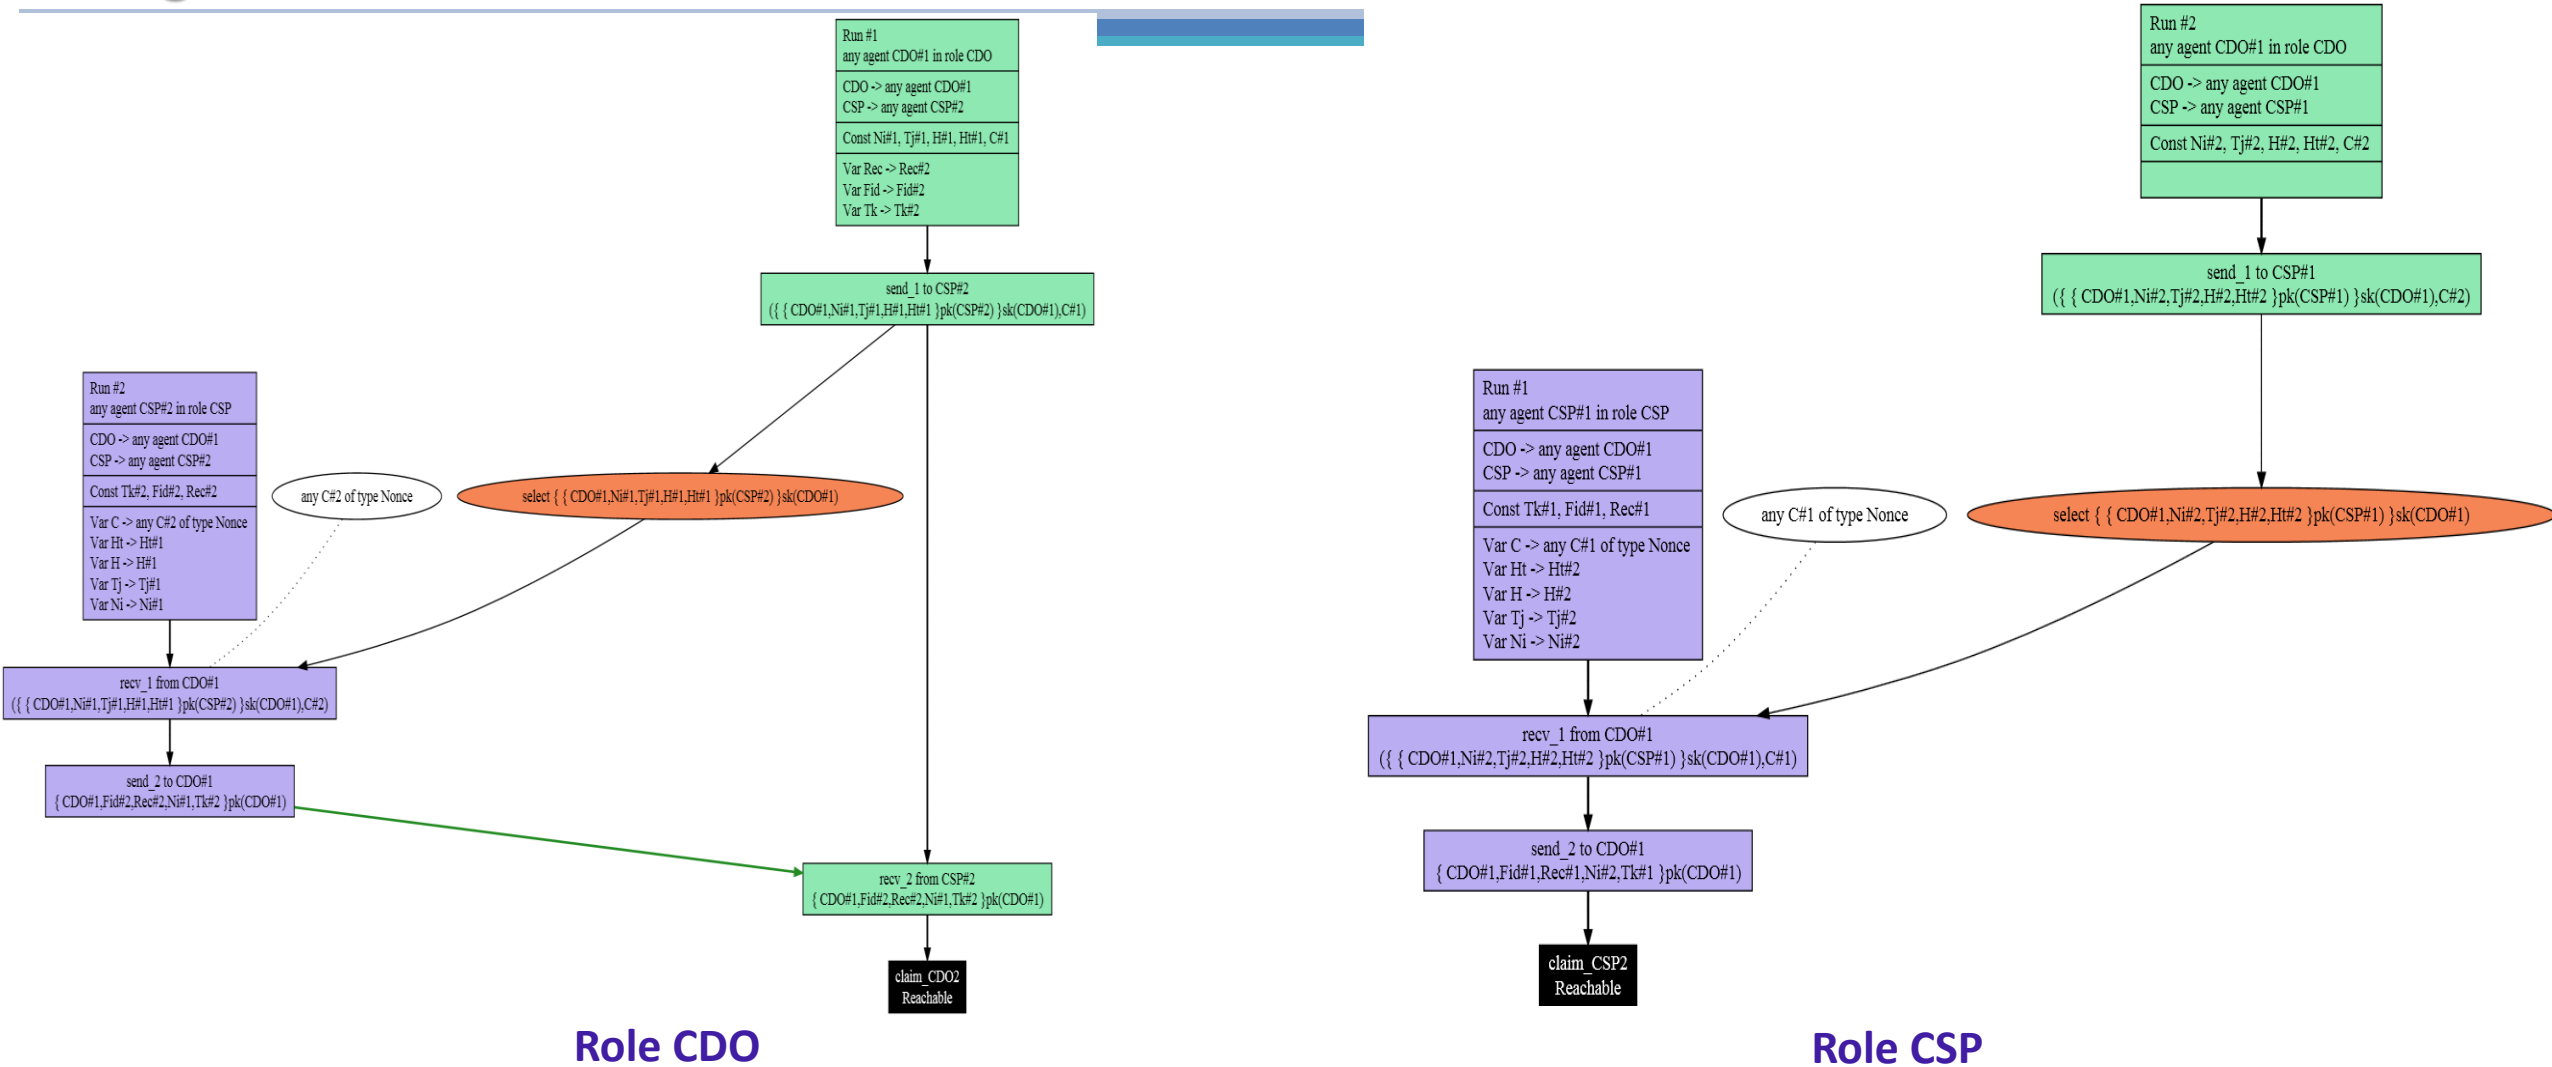 Run #1
any agent CDO#1 in role CDO
CDO -> any agent CDO#1
CSP -> any agent CSP#2
Const Ni#1, Tj#1, H#1, Ht#1, C#1
Var Rec -> Rec#2
Var Fid -> Fid#2
Var Tk -> Tk#2
send_1 to CSP#2
({ { CDO#1,Ni#1,Tj#1,H#1,Ht#1 }pk(CSP#2) }sk(CDO#1),C#1)
Run #2
any agent CSP#2 in role CSP
CDO -> any agent CDO#1
CSP -> any agent CSP#2
Const Tk#2, Fid#2, Rec#2
Var C -> any C#2 of type Nonce
Var Ht -> Ht#1
Var H -> H#1
Var Tj -> Tj#1
Var Ni -> Ni#1
any C#2 of type Nonce
select { { CDO#1,Ni#1,Tj#1,H#1,Ht#1 }pk(CSP#2) }sk(CDO#1)
recv_1 from CDO#1
({ { CDO#1,Ni#1,Tj#1,H#1,Ht#1 }pk(CSP#2) }sk(CDO#1),C#2)
send_2 to CDO#1
{ CDO#1,Fid#2,Rec#2,Ni#1,Tk#2 }pk(CDO#1)
recv_2 from CSP#2
{ CDO#1,Fid#2,Rec#2,Ni#1,Tk#2 }pk(CDO#1)
claim_CDO2
Reachable
Role CDO
Run #2
any agent CDO#1 in role CDO
CDO -> any agent CDO#1
CSP -> any agent CSP#1
Const Ni#2, Tj#2, H#2, Ht#2, C#2
send_1 to CSP#1
({ { CDO#1,Ni#2,Tj#2,H#2,Ht#2 }pk(CSP#1) }sk(CDO#1),C#2)
Run #1
any agent CSP#1 in role CSP
CDO -> any agent CDO#1
CSP -> any agent CSP#1
Const Tk#1, Fid#1, Rec#1
Var C -> any C#1 of type Nonce
Var Ht -> Ht#2
Var H -> H#2
Var Tj -> Tj#2
Var Ni -> Ni#2
any C#1 of type Nonce
select { { CDO#1,Ni#2,Tj#2,H#2,Ht#2 }pk(CSP#1) }sk(CDO#1)
recv_1 from CDO#1
({ { CDO#1,Ni#2,Tj#2,H#2,Ht#2 }pk(CSP#1) }sk(CDO#1),C#1)
send_2 to CDO#1
{ CDO#1,Fid#1,Rec#1,Ni#2,Tk#1 }pk(CDO#1)
claim_CSP2
Reachable
Role CSP